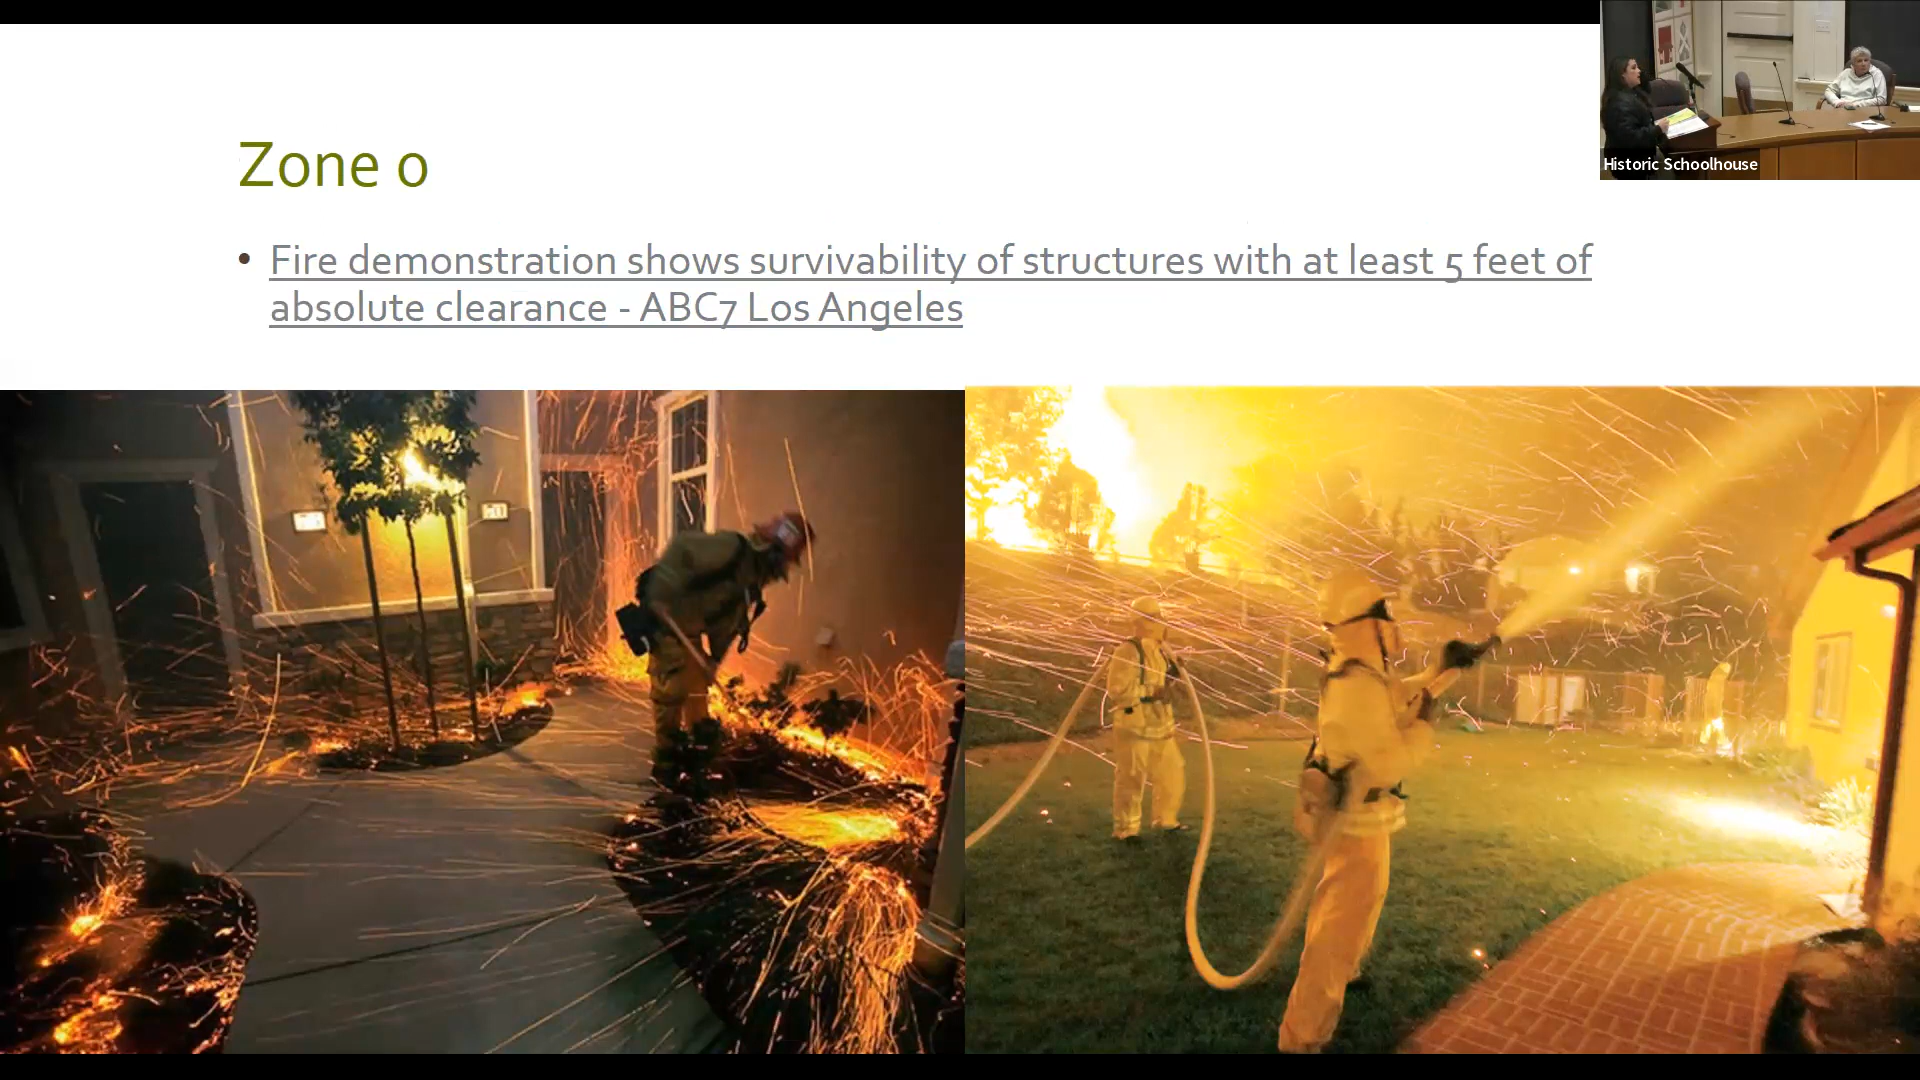 Zone 0
• Fire demonstration shows survivability of structures with at least 5 feet of
absolute clearance - ABC7 Los Angeles
Historic Schoolhouse